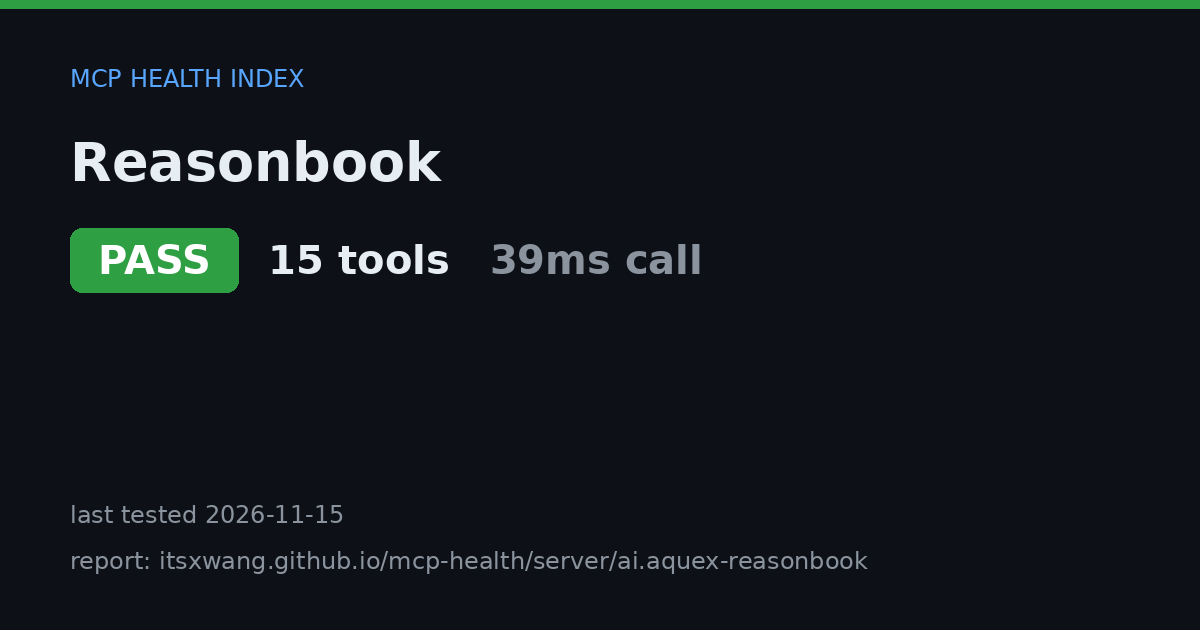 MCP HEALTH INDEX
Reasonbook
PASS 15 tools 39ms call
last tested 2026-11-15
report: itsxwang.github.io/mcp-health/server/ai.aquex-reasonbook